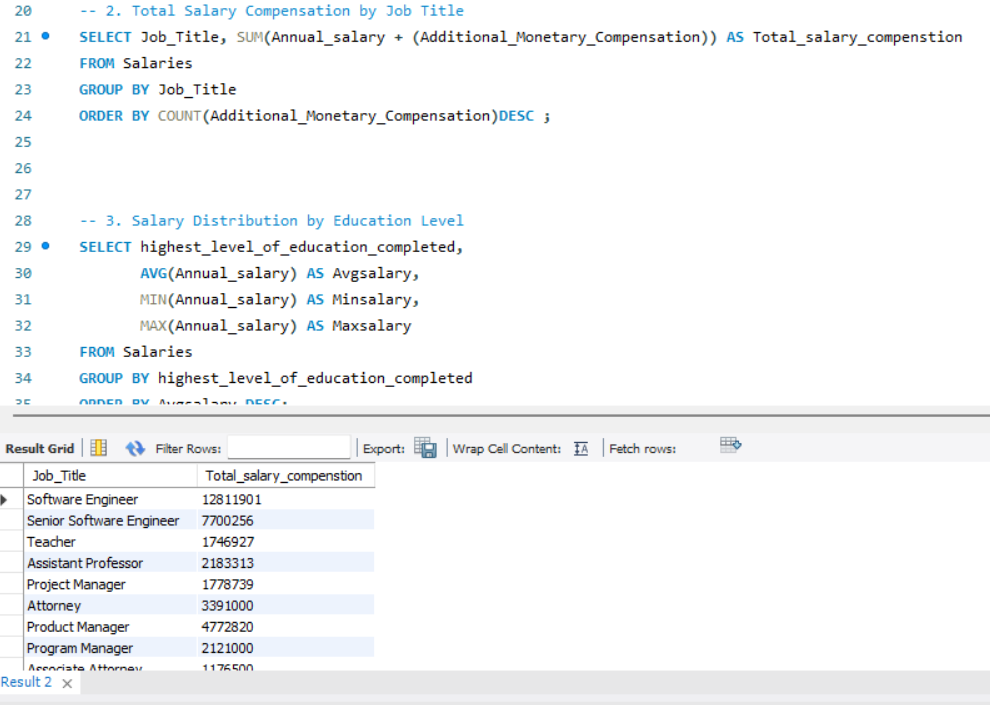 20 -- 2. Total Salary Compensation by Job Title
21 SELECT Job_Title, SUM(Annual_salary + (Additional_Monetary_Compensation)) AS Total_salary_compenstion
22 FROM Salaries
23 GROUP BY Job_Title
24 ORDER BY COUNT(Additional_Monetary_Compensation)DESC ;
25
26
27
28 -- 3. Salary Distribution by Education Level
29 SELECT highest_level_of_education_completed,
30 AVG(Annual_salary) AS Avgsalary,
31 MIN(Annual_salary) AS Minsalary,
32 MAX(Annual_salary) AS Maxsalary
33 FROM Salaries
34 GROUP BY highest_level_of_education_completed
35 ORDER BY Avgsalary DESC;
Result Grid Filter Rows: Export: Wrap Cell Content: IA Fetch rows:
Job_Title Total_salary_compenstion
Software Engineer 12811901
Senior Software Engineer 7700256
Teacher 1746927
Assistant Professor 2183313
Project Manager 1778739
Attorney 3391000
Product Manager 4772820
Program Manager 2121000
Associate Attorney 1176500
Result 2 ×